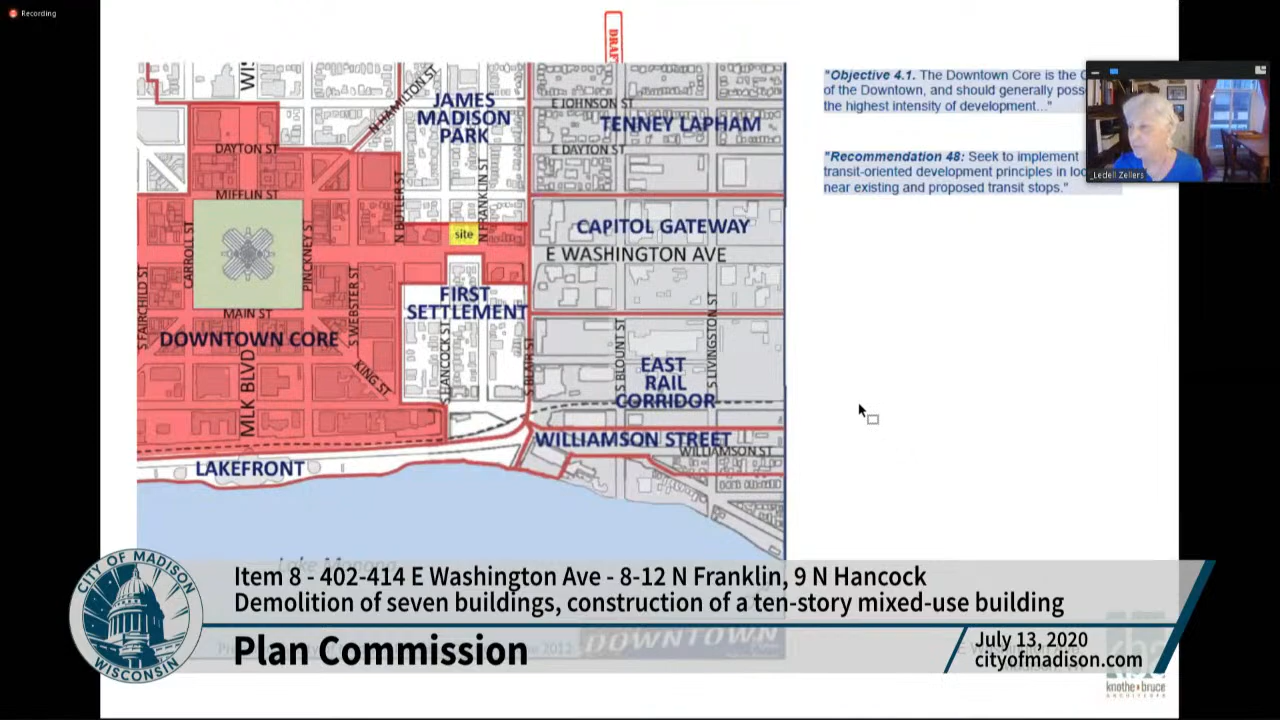 Recording
DRAF
WIS
N HAMILTON ST
JAMES
MADISON
PARK
E JOHNSON ST
TENNEY LAPHAM
DAYTON ST
E DAYTON ST
MIFFLIN ST
N BUTLER ST
N FRANKLIN ST
site
CAPITOL GATEWAY
E WASHINGTON AVE
CARROLL ST
PINCKNEY ST
S FAIRCHILD ST
S WEBSTER ST
MAIN ST
FIRST
SETTLEMENT
DOWNTOWN CORE
MLK BLVD
KING ST
S HANCOCK ST
S BLAIR ST
S BLOUNT ST
S LIVINGSTON ST
EAST
RAIL
CORRIDOR
WILLIAMSON STREET
WILLIAMSON ST
LAKEFRONT
"Objective 4.1. The Downtown Core is the
of the Downtown, and should generally poss
the highest intensity of development..."
"Recommendation 48: Seek to implement
transit-oriented development principles in
near existing and proposed transit stops."
Ledell Zellers
CITY OF MADISON
WISCONSIN
Item 8 - 402-414 E Washington Ave - 8-12 N Franklin, 9 N Hancock
Demolition of seven buildings, construction of a ten-story mixed-use building
Plan Commission
DOWNTOWN
July 13, 2020
cityofmadison.com
knothe bruce
ARCHITECTS